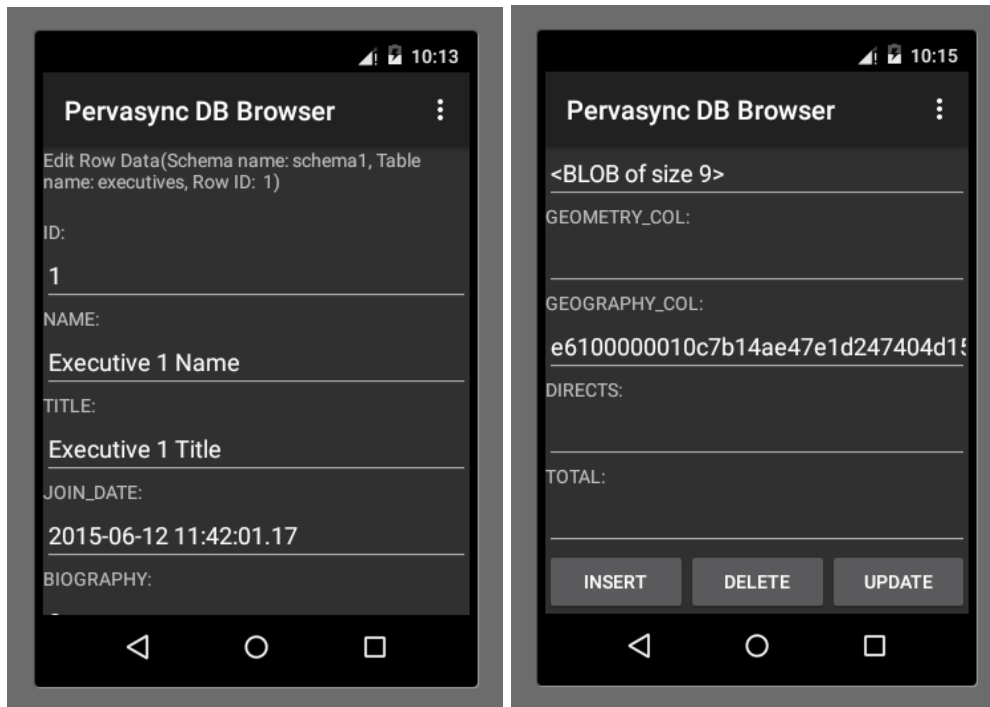 10:13
Pervasync DB Browser
Edit Row Data(Schema name: schema1, Table
name: executives, Row ID: 1)
ID:
1
NAME:
Executive 1 Name
TITLE:
Executive 1 Title
JOIN_DATE:
2015-06-12 11:42:01.17
BIOGRAPHY:
10:15
Pervasync DB Browser
<BLOB of size 9>
GEOMETRY_COL:
GEOGRAPHY_COL:
e6100000010c7b14ae47e1d247404d15
DIRECTS:
TOTAL:
INSERT DELETE UPDATE